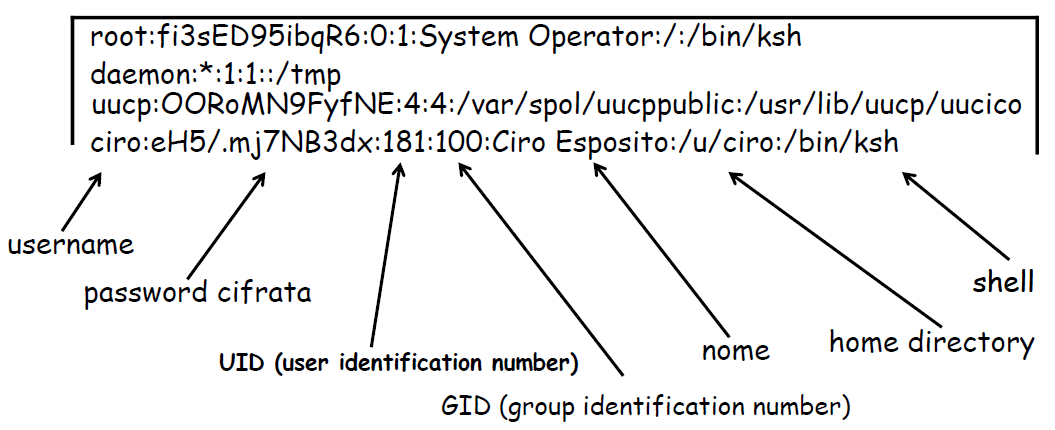 root:fi3sED95ibqR6:0:1:System Operator:/:/bin/ksh
daemon:*:1:1::/tmp
uucp:OORoMN9FyfNE:4:4:/var/spol/uucppublic:/usr/lib/uucp/uucico
ciro:eH5/.mj7NB3dx:181:100:Ciro Esposito:/u/ciro:/bin/ksh
username
password cifrata
UID (user identification number)
GID (group identification number)
nome
home directory
shell